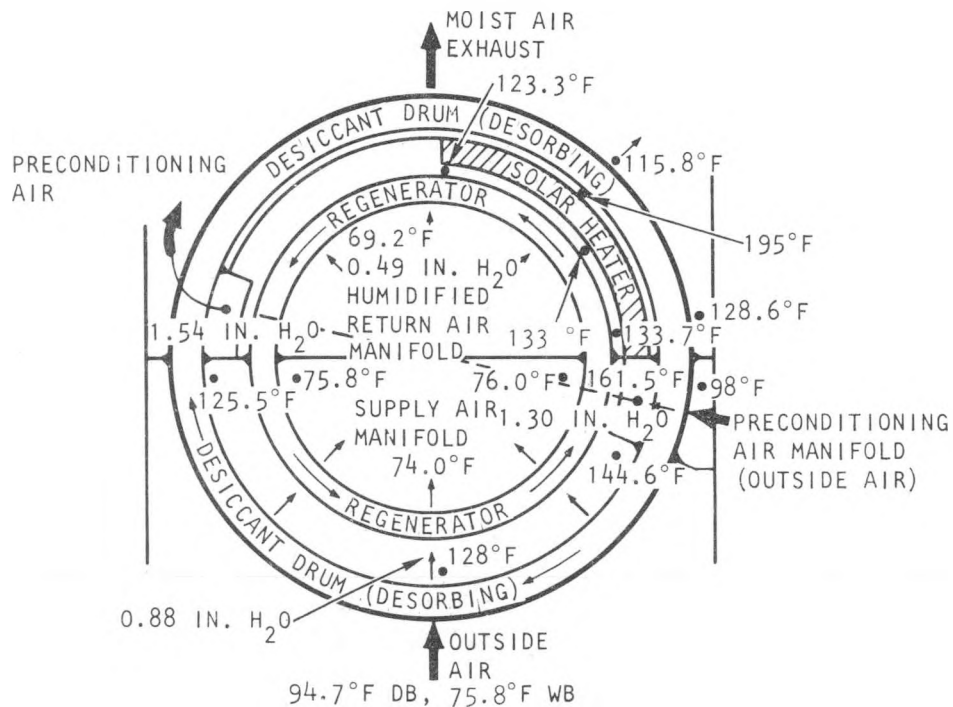 MOIST AIR
EXHAUST
123.3°F
DESICCANT DRUM (DESORBING)
PRECONDITIONING
AIR
115.8°F
SOLAR HEATER
REGENERATOR
195°F
69.2°F
0.49 IN. H2O
HUMIDIFIED
RETURN AIR
MANIFOLD
128.6°F
1.54 IN. H2O
133 °F
133.7°F
125.5°F
75.8°F
76.0°F
161.5°F
98°F
SUPPLY AIR
MANIFOLD
74.0°F
1.30 IN. H2O
PRECONDITIONING
AIR MANIFOLD
(OUTSIDE AIR)
144.6°F
REGENERATOR
128°F
DESICCANT DRUM (DESORBING)
0.88 IN. H2O
OUTSIDE
AIR
94.7°F DB, 75.8°F WB